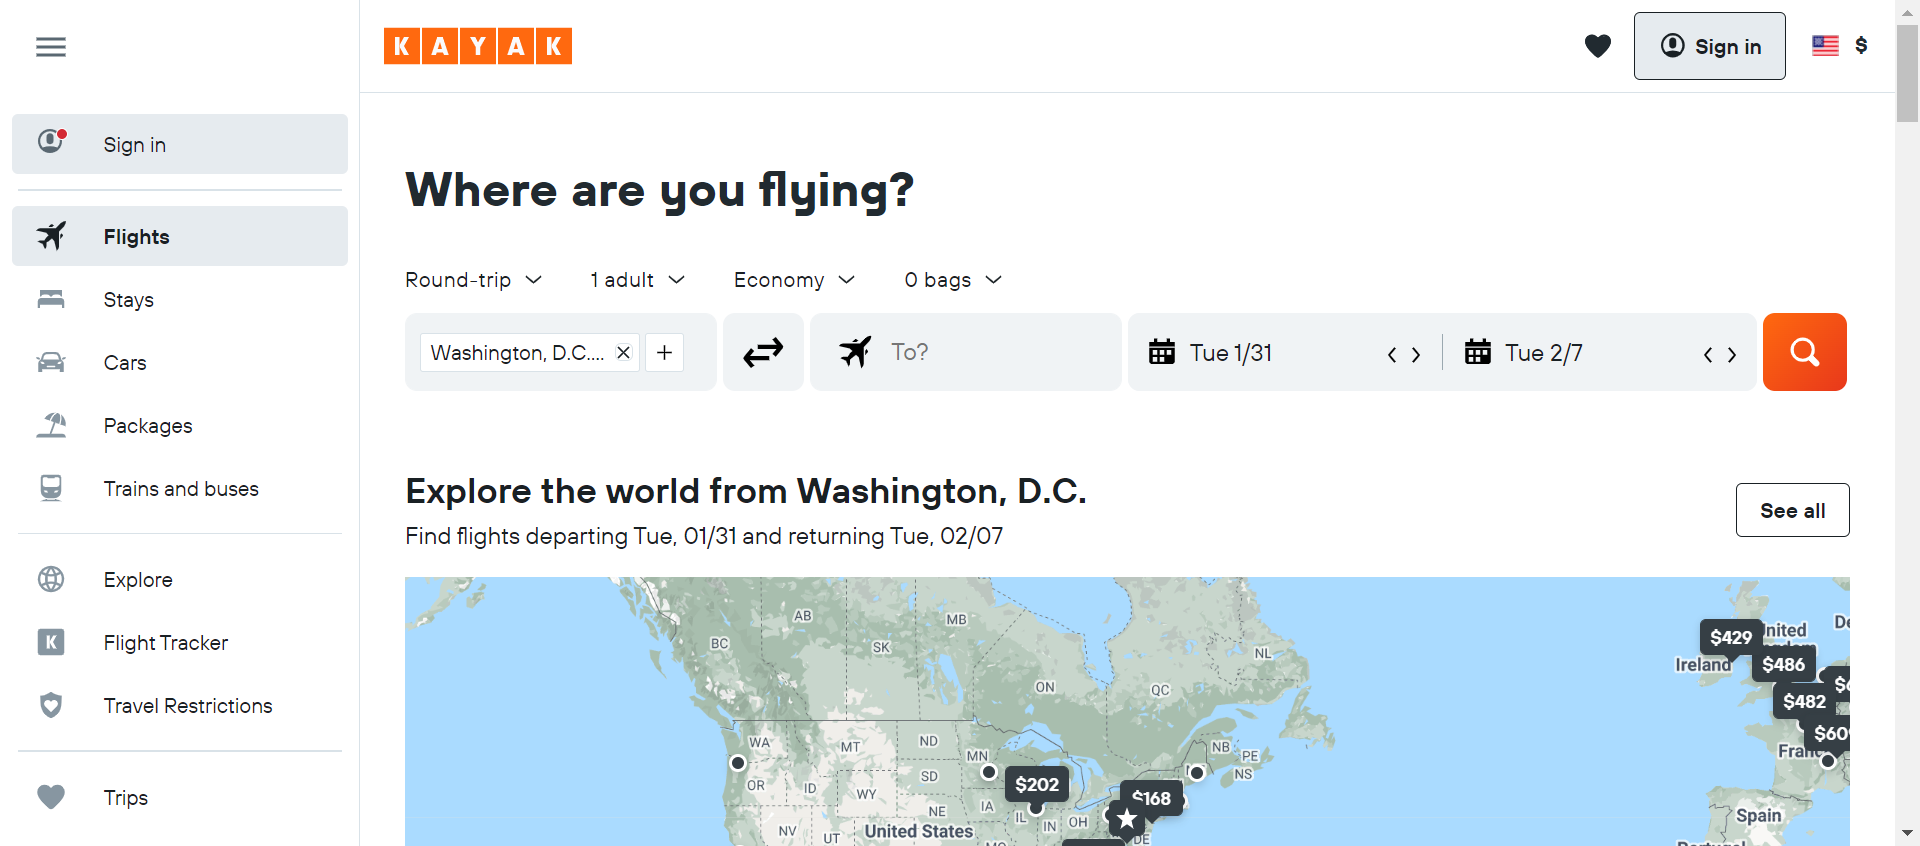 KAYAK
Sign in
$
Sign in
Flights
Stays
Cars
Packages
Trains and buses
Explore
Flight Tracker
Travel Restrictions
Trips
Where are you flying?
Round-trip
1 adult
Economy
0 bags
Washington, D.C....
To?
Tue 1/31
Tue 2/7
Explore the world from Washington, D.C.
Find flights departing Tue, 01/31 and returning Tue, 02/07
See all
AB
MB
BC
SK
NL
ON
QC
$429
Ireland
$486
$482
WA
MT
ND
MN
NB
PE
NS
OR
ID
SD
WY
IA
$202
$168
NE
IL
IN
OH
NV
UT
United States
DE
Spain